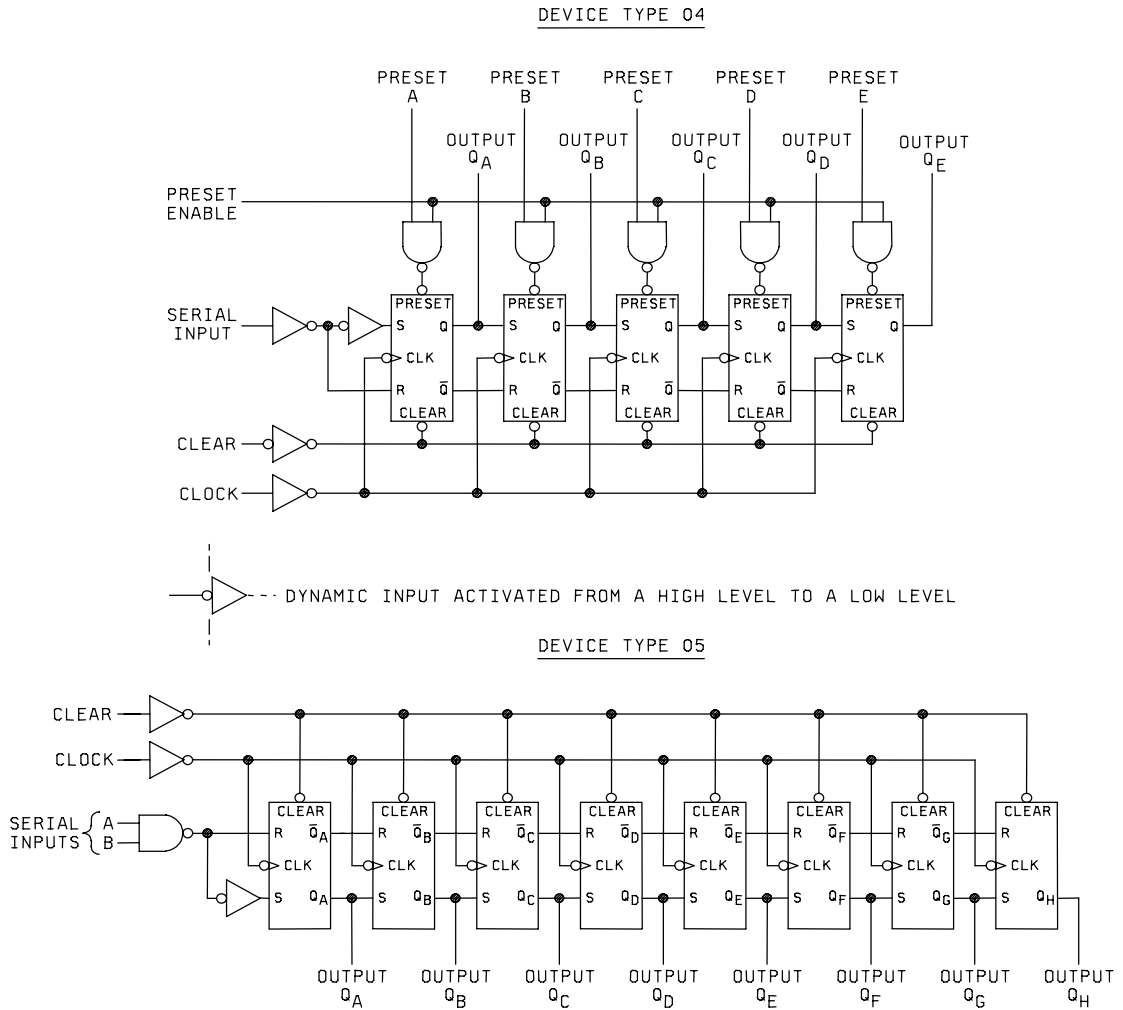 DEVICE TYPE 04
PRESET A
PRESET B
PRESET C
PRESET D
PRESET E
OUTPUT QA
OUTPUT QB
OUTPUT QC
OUTPUT QD
OUTPUT QE
PRESET
ENABLE
PRESET PRESET PRESET PRESET PRESET
SERIAL
INPUT
S Q S Q S Q S Q S Q
CLK CLK CLK CLK CLK
R Q̅ R Q̅ R Q̅ R Q̅ R Q̅
CLEAR CLEAR CLEAR CLEAR CLEAR
CLEAR
CLOCK
DYNAMIC INPUT ACTIVATED FROM A HIGH LEVEL TO A LOW LEVEL
DEVICE TYPE 05
CLEAR
CLOCK
CLEAR CLEAR CLEAR CLEAR CLEAR CLEAR CLEAR CLEAR
SERIAL
INPUTS
A
B
R Q̅A R Q̅B R Q̅C R Q̅D R Q̅E R Q̅F R Q̅G R
CLK CLK CLK CLK CLK CLK CLK CLK
S QA S QB S QC S QD S QE S QF S QG S QH
OUTPUT QA
OUTPUT QB
OUTPUT QC
OUTPUT QD
OUTPUT QE
OUTPUT QF
OUTPUT QG
OUTPUT QH